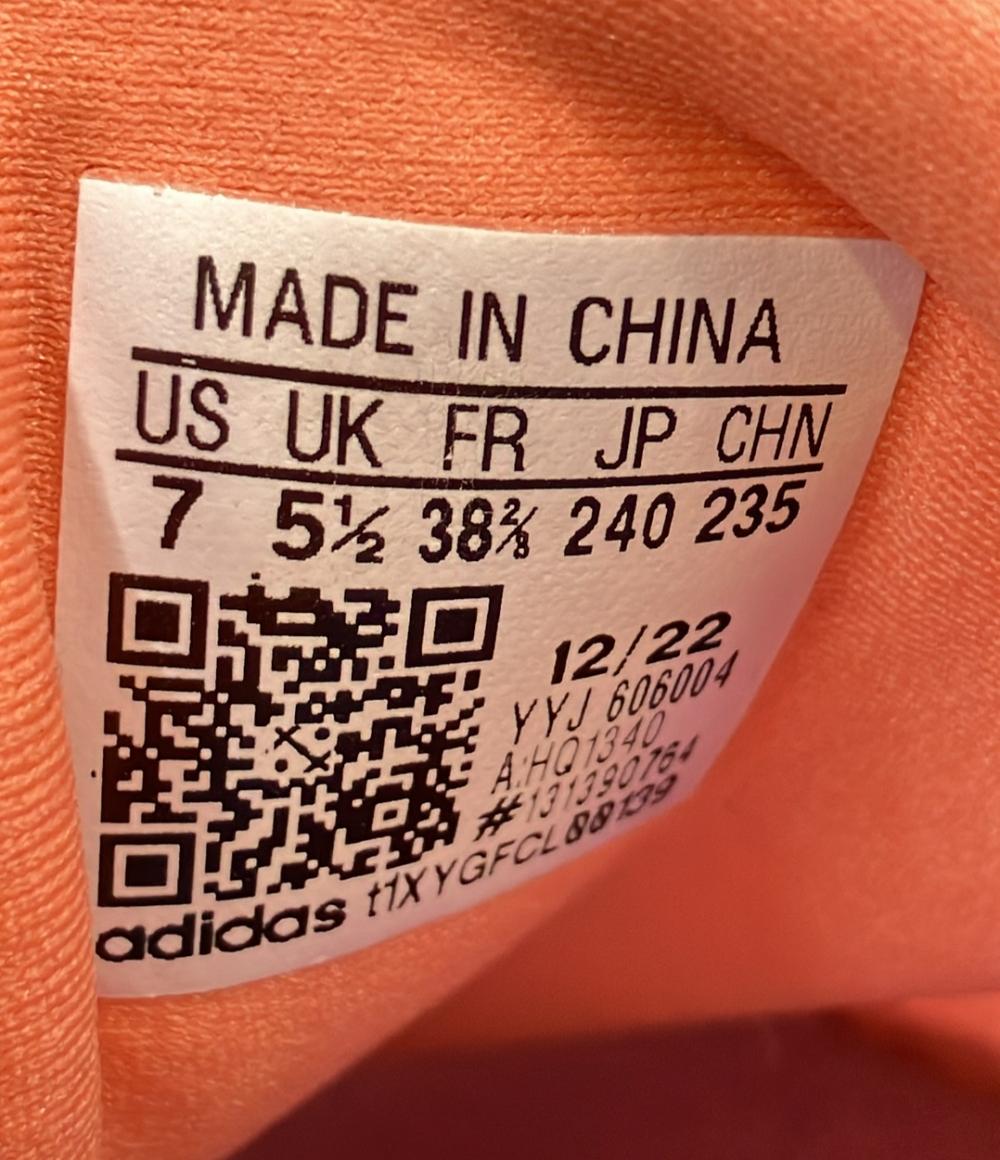 MADE IN CHINA
US UK FR JP CHN
7 5½ 38⅔ 240 235
12/22
YYJ 606004
A:HQ1340
#131390764
adidas t1XYGFCL00139